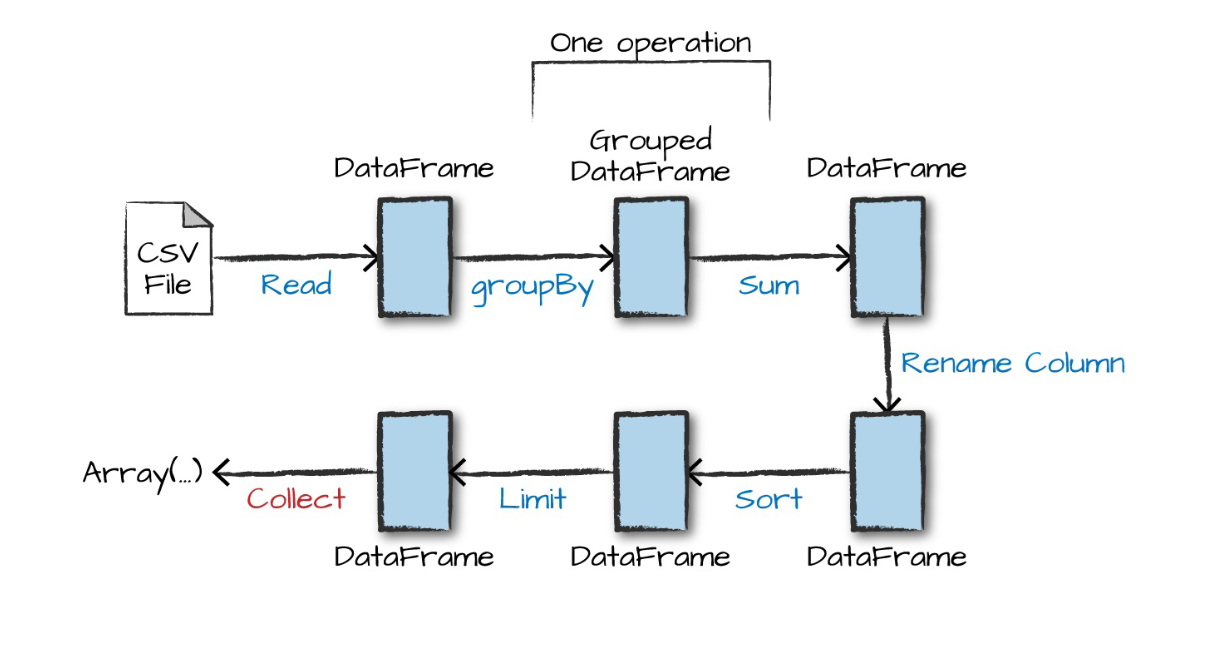 One operation
Grouped
DataFrame
DataFrame
DataFrame
CSV
File
Read
groupBy
Sum
Rename Column
Array(...)
Collect
Limit
Sort
DataFrame
DataFrame
DataFrame